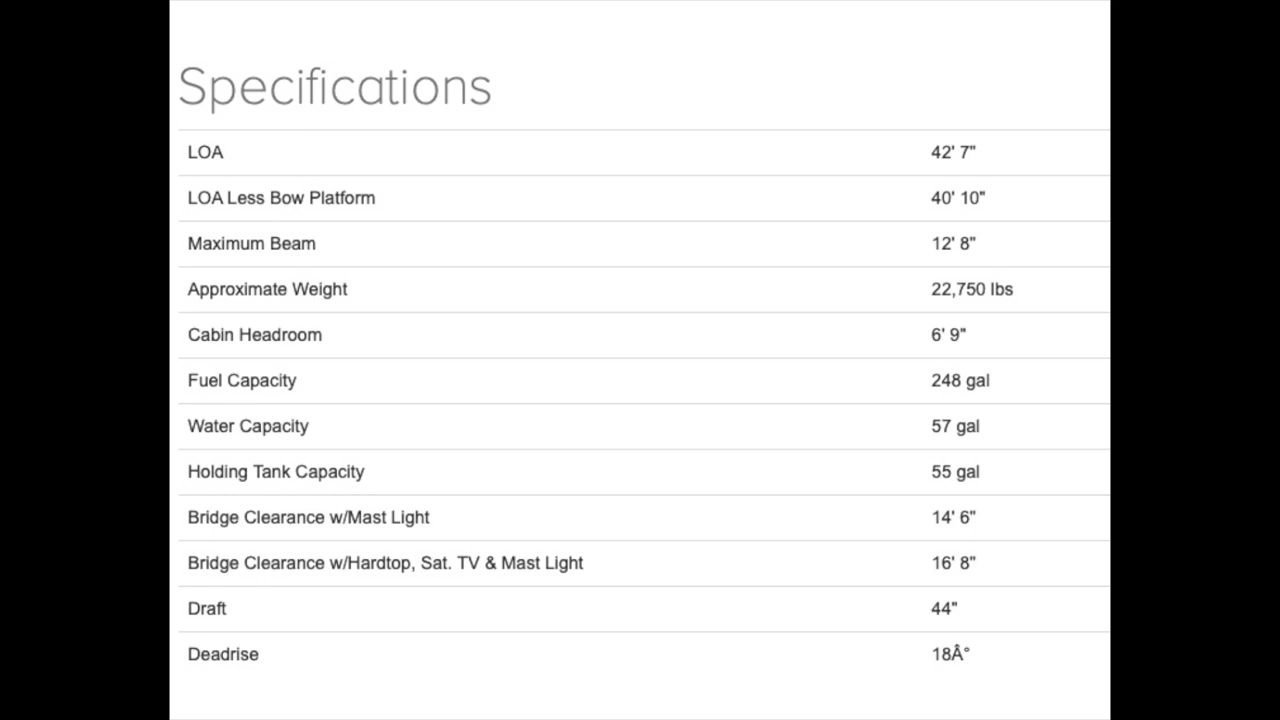 Specifications
LOA 42' 7"
LOA Less Bow Platform 40' 10"
Maximum Beam 12' 8"
Approximate Weight 22,750 lbs
Cabin Headroom 6' 9"
Fuel Capacity 248 gal
Water Capacity 57 gal
Holding Tank Capacity 55 gal
Bridge Clearance w/Mast Light 14' 6"
Bridge Clearance w/Hardtop, Sat. TV & Mast Light 16' 8"
Draft 44"
Deadrise 18Â°